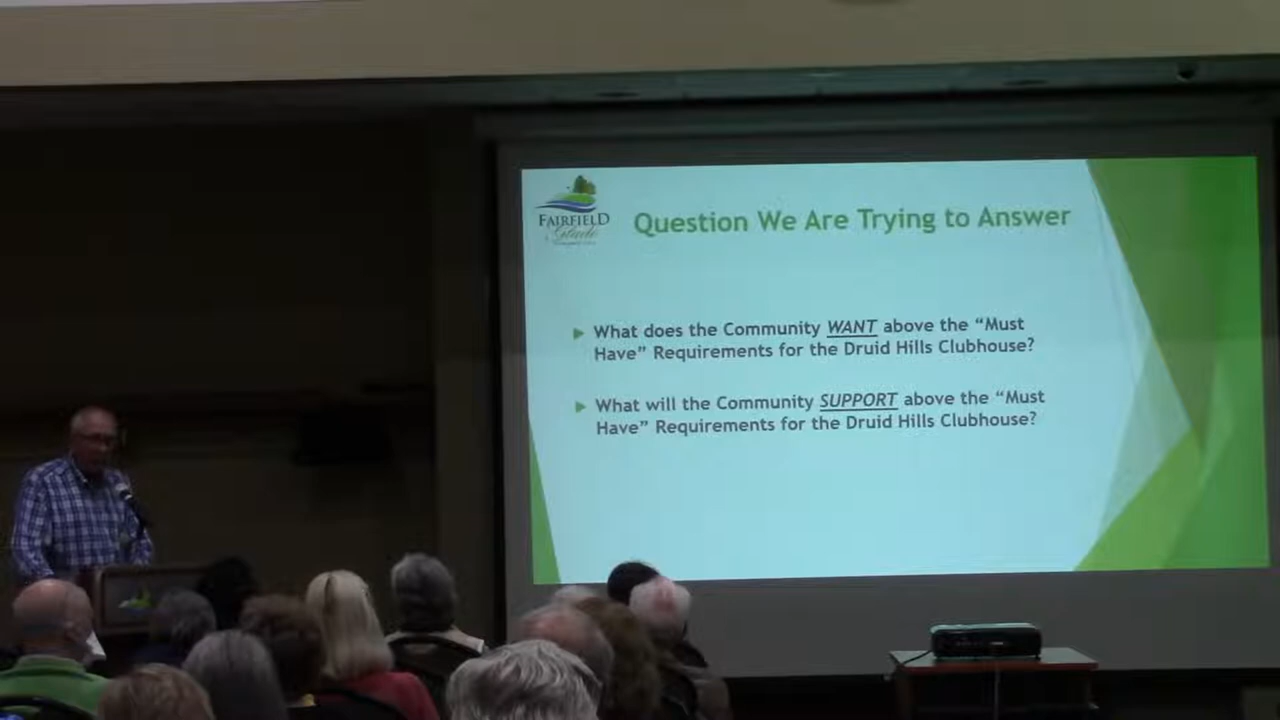 FAIRFIELD
Glade
Question We Are Trying to Answer
What does the Community WANT above the “Must
Have” Requirements for the Druid Hills Clubhouse?
What will the Community SUPPORT above the “Must
Have” Requirements for the Druid Hills Clubhouse?